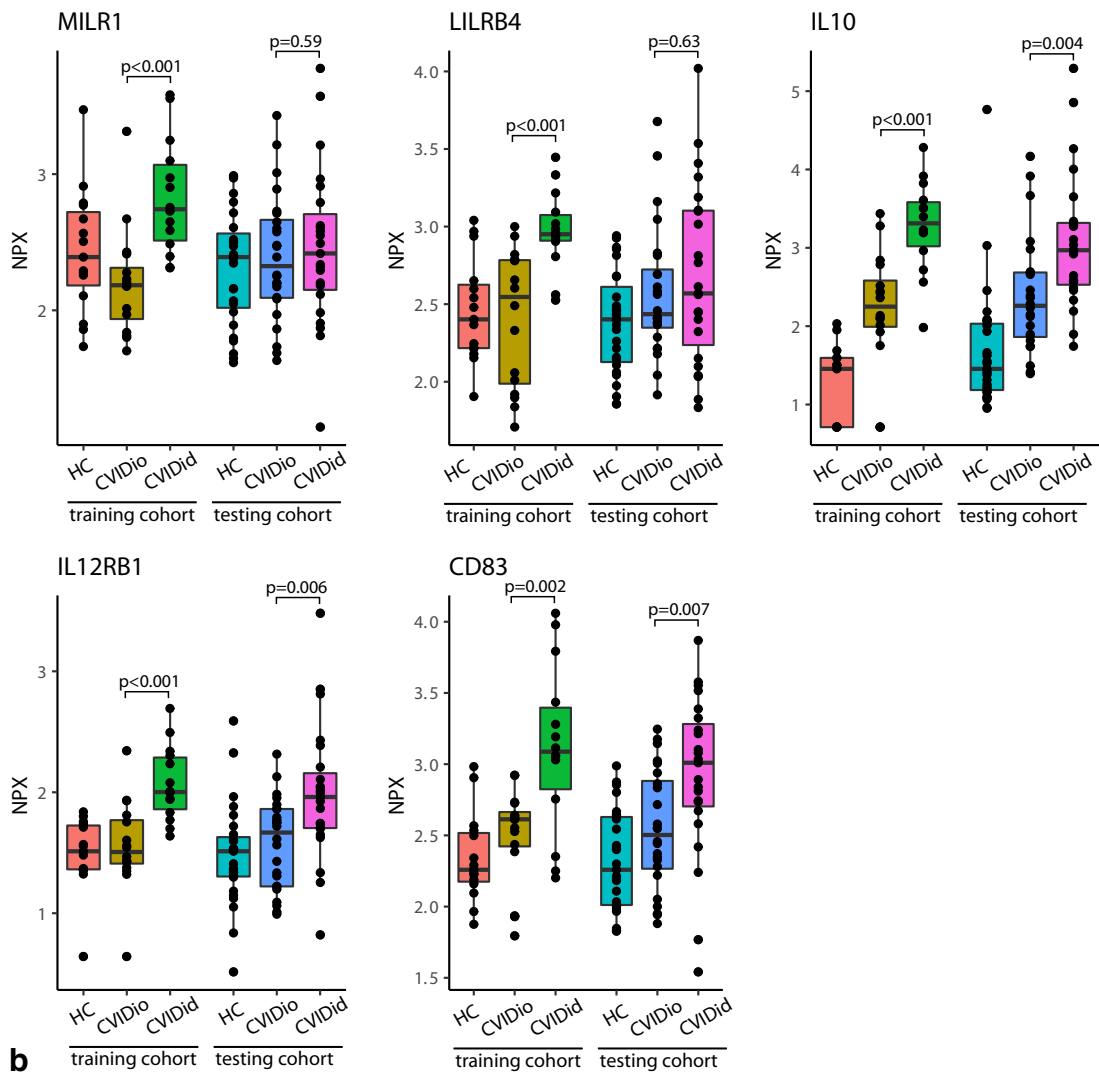 MILR1
p<0.001
p=0.59
NPX
3
2
HC
CVIDio
CVIDid
HC
CVIDio
CVIDid
training cohort
testing cohort
LILRB4
p<0.001
p=0.63
NPX
4.0
3.5
3.0
2.5
2.0
HC
CVIDio
CVIDid
HC
CVIDio
CVIDid
training cohort
testing cohort
IL10
p<0.001
p=0.004
NPX
5
4
3
2
1
HC
CVIDio
CVIDid
HC
CVIDio
CVIDid
training cohort
testing cohort
IL12RB1
p<0.001
p=0.006
NPX
3
2
1
HC
CVIDio
CVIDid
HC
CVIDio
CVIDid
training cohort
testing cohort
CD83
p=0.002
p=0.007
NPX
4.0
3.5
3.0
2.5
2.0
1.5
HC
CVIDio
CVIDid
HC
CVIDio
CVIDid
training cohort
testing cohort
b